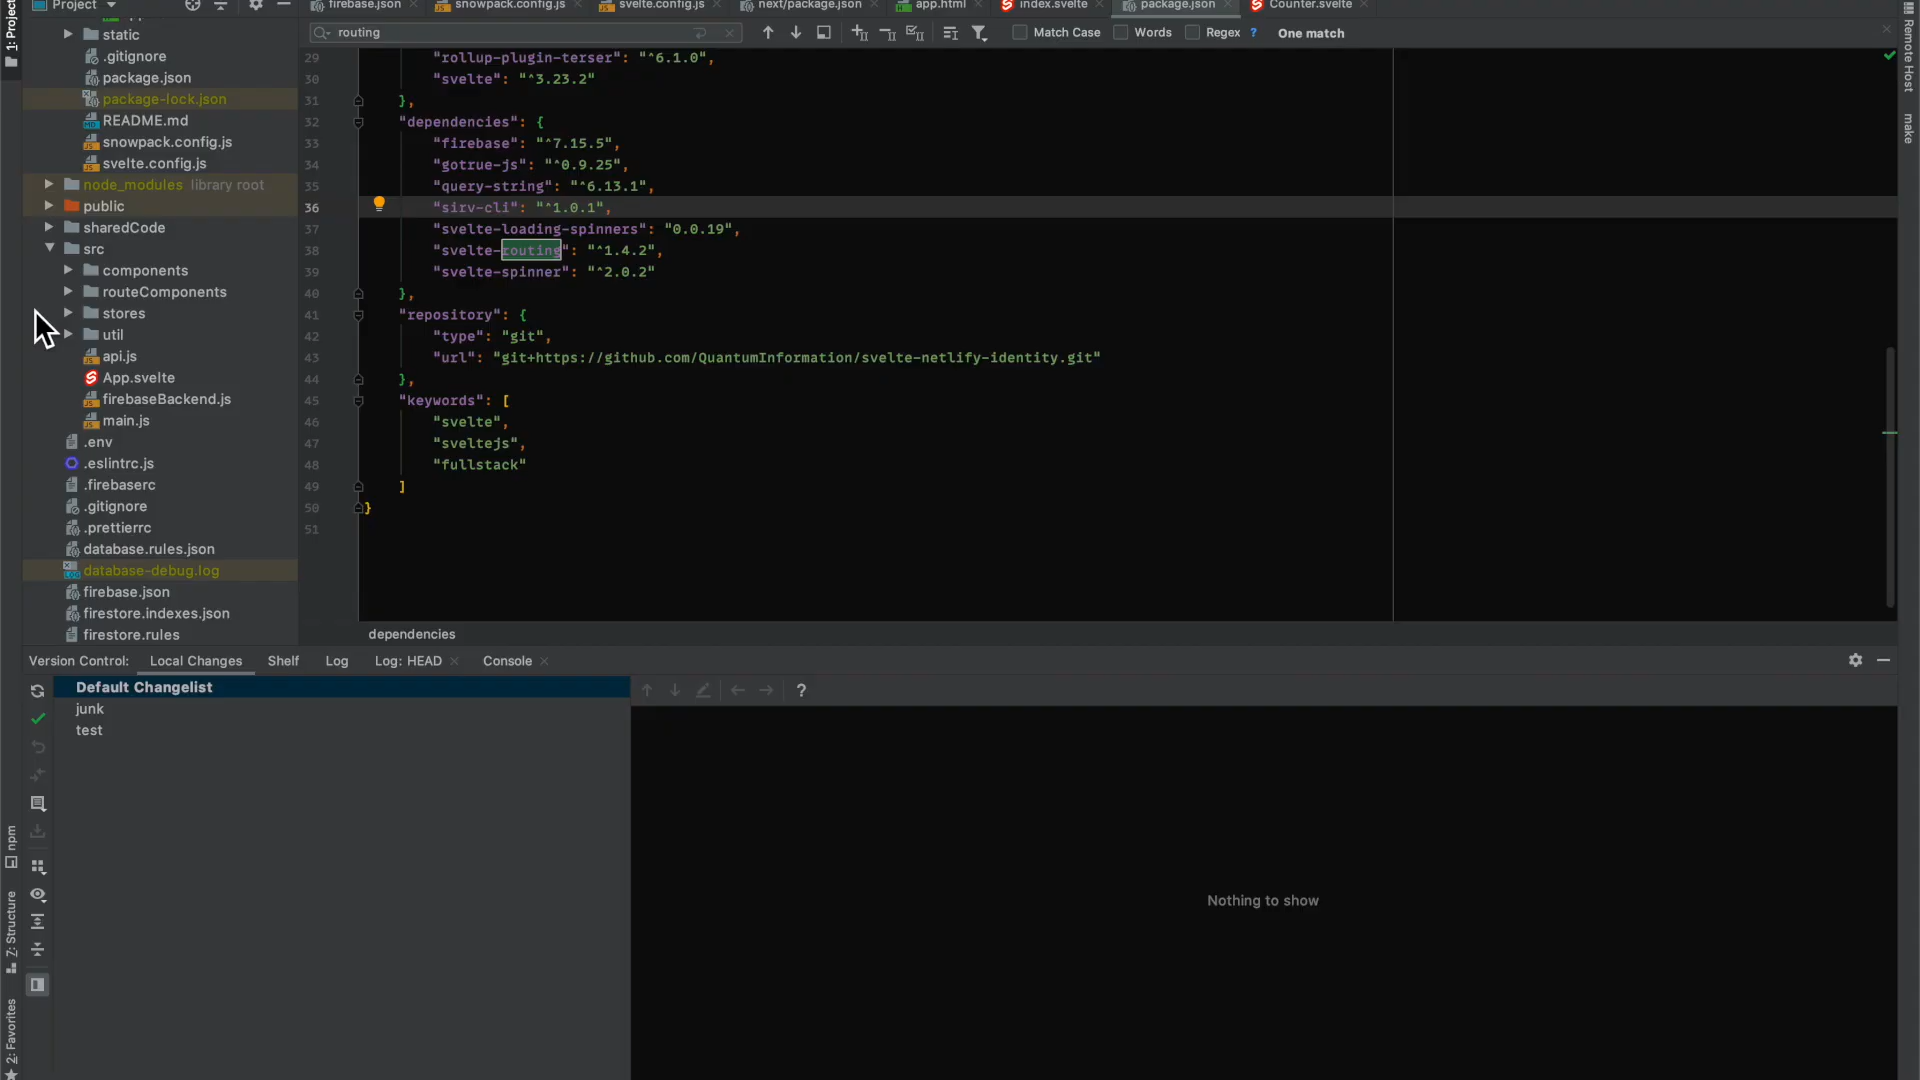 Project
firebase.json
snowpack.config.js
svelte.config.js
next/package.json
app.html
index.svelte
package.json
Counter.svelte
1: Project
static
.gitignore
package.json
package-lock.json
README.md
snowpack.config.js
svelte.config.js
node_modules library root
public
sharedCode
src
components
routeComponents
stores
util
api.js
App.svelte
firebaseBackend.js
main.js
.env
.eslintrc.js
.firebaserc
.gitignore
.prettierrc
database.rules.json
database-debug.log
firebase.json
firestore.indexes.json
firestore.rules
routing
Match Case
Words
Regex ?
One match
29 "rollup-plugin-terser": "^6.1.0",
30 "svelte": "^3.23.2"
31 },
32 "dependencies": {
33 "firebase": "^7.15.5",
34 "gotrue-js": "^0.9.25",
35 "query-string": "^6.13.1",
36 "sirv-cli": "^1.0.1",
37 "svelte-loading-spinners": "0.0.19",
38 "svelte-routing": "^1.4.2",
39 "svelte-spinner": "^2.0.2"
40 },
41 "repository": {
42 "type": "git",
43 "url": "git+https://github.com/QuantumInformation/svelte-netlify-identity.git"
44 },
45 "keywords": [
46 "svelte",
47 "sveltejs",
48 "fullstack"
49 ]
50 }
51
dependencies
Remote Host
make
Version Control:
Local Changes
Shelf
Log
Log: HEAD
Console
Default Changelist
junk
test
?
Nothing to show
npm
Z: Structure
2: Favorites